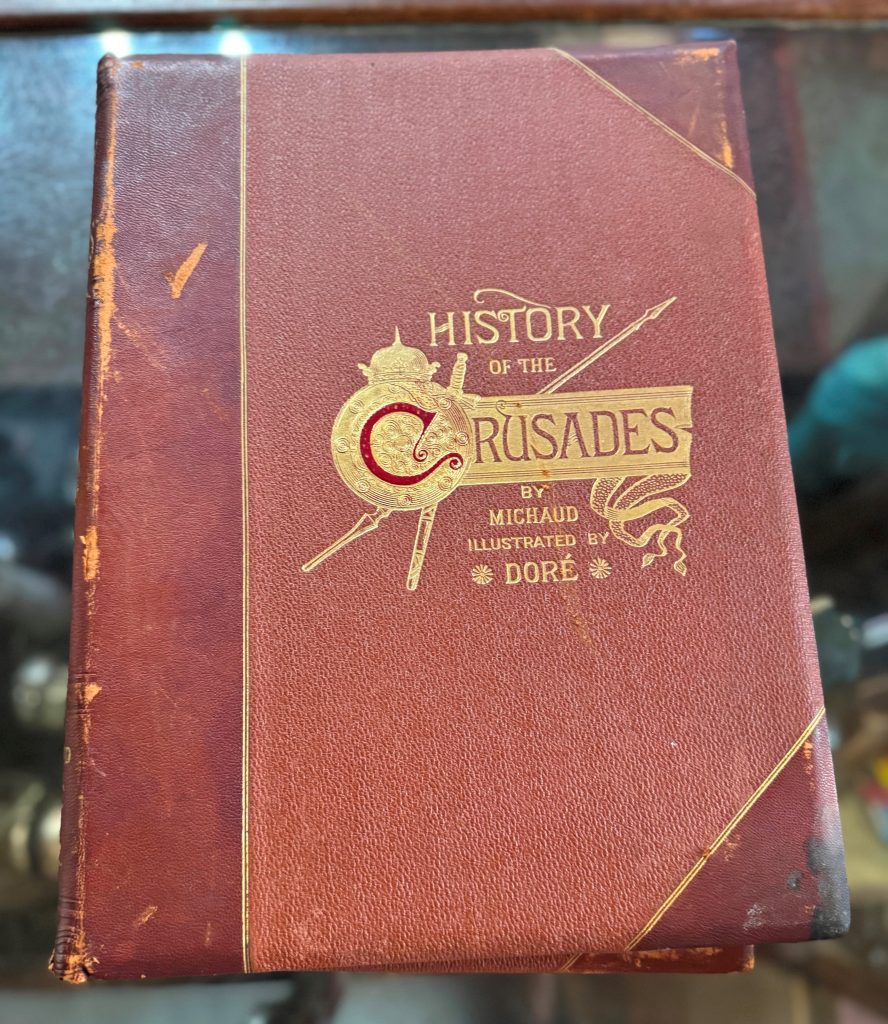 HISTORY
OF THE
CRUSADES
BY
MICHAUD
ILLUSTRATED BY
DORÉ